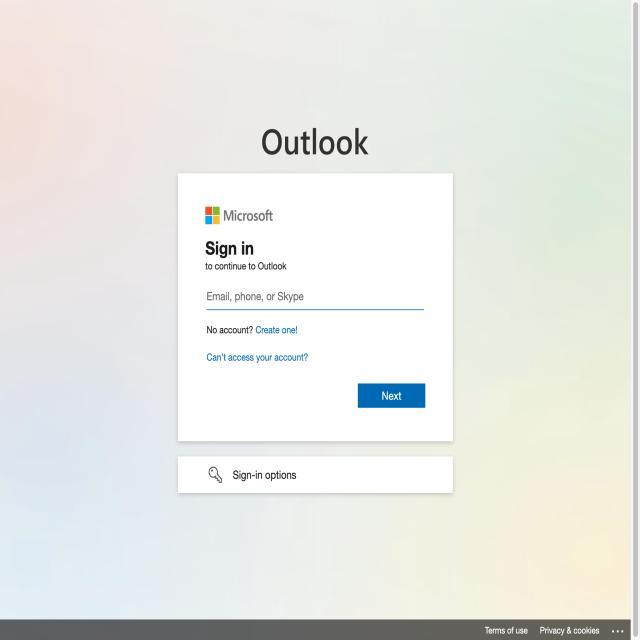 Outlook
Microsoft
Sign in
to continue to Outlook
Email, phone, or Skype
No account? Create one!
Can't access your account?
Next
Sign-in options
Terms of use Privacy & cookies ...